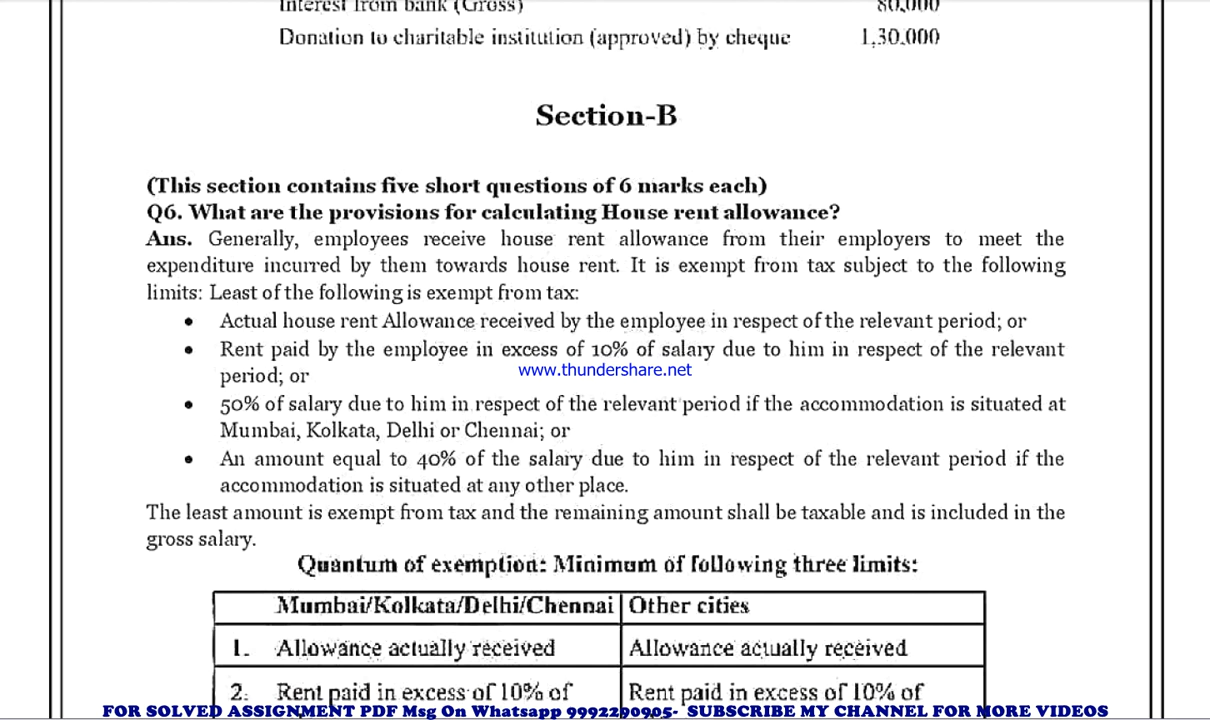 Interest from bank (Gross) 80,000
Donation to charitable institution (approved) by cheque 1,30,000
Section-B
(This section contains five short questions of 6 marks each)
Q6. What are the provisions for calculating House rent allowance?
Ans. Generally, employees receive house rent allowance from their employers to meet the
expenditure incurred by them towards house rent. It is exempt from tax subject to the following
limits: Least of the following is exempt from tax:
• Actual house rent Allowance received by the employee in respect of the relevant period; or
• Rent paid by the employee in excess of 10% of salary due to him in respect of the relevant
period; or
www.thundershare.net
• 50% of salary due to him in respect of the relevant period if the accommodation is situated at
Mumbai, Kolkata, Delhi or Chennai; or
• An amount equal to 40% of the salary due to him in respect of the relevant period if the
accommodation is situated at any other place.
The least amount is exempt from tax and the remaining amount shall be taxable and is included in the
gross salary.
Quantum of exemption: Minimum of following three limits:
Mumbai/Kolkata/Delhi/Chennai Other cities
1. Allowance actually received Allowance actually received
2. Rent paid in excess of 10% of Rent paid in excess of 10% of
FOR SOLVED ASSIGNMENT PDF Msg On Whatsapp 9992290905- SUBSCRIBE MY CHANNEL FOR MORE VIDEOS